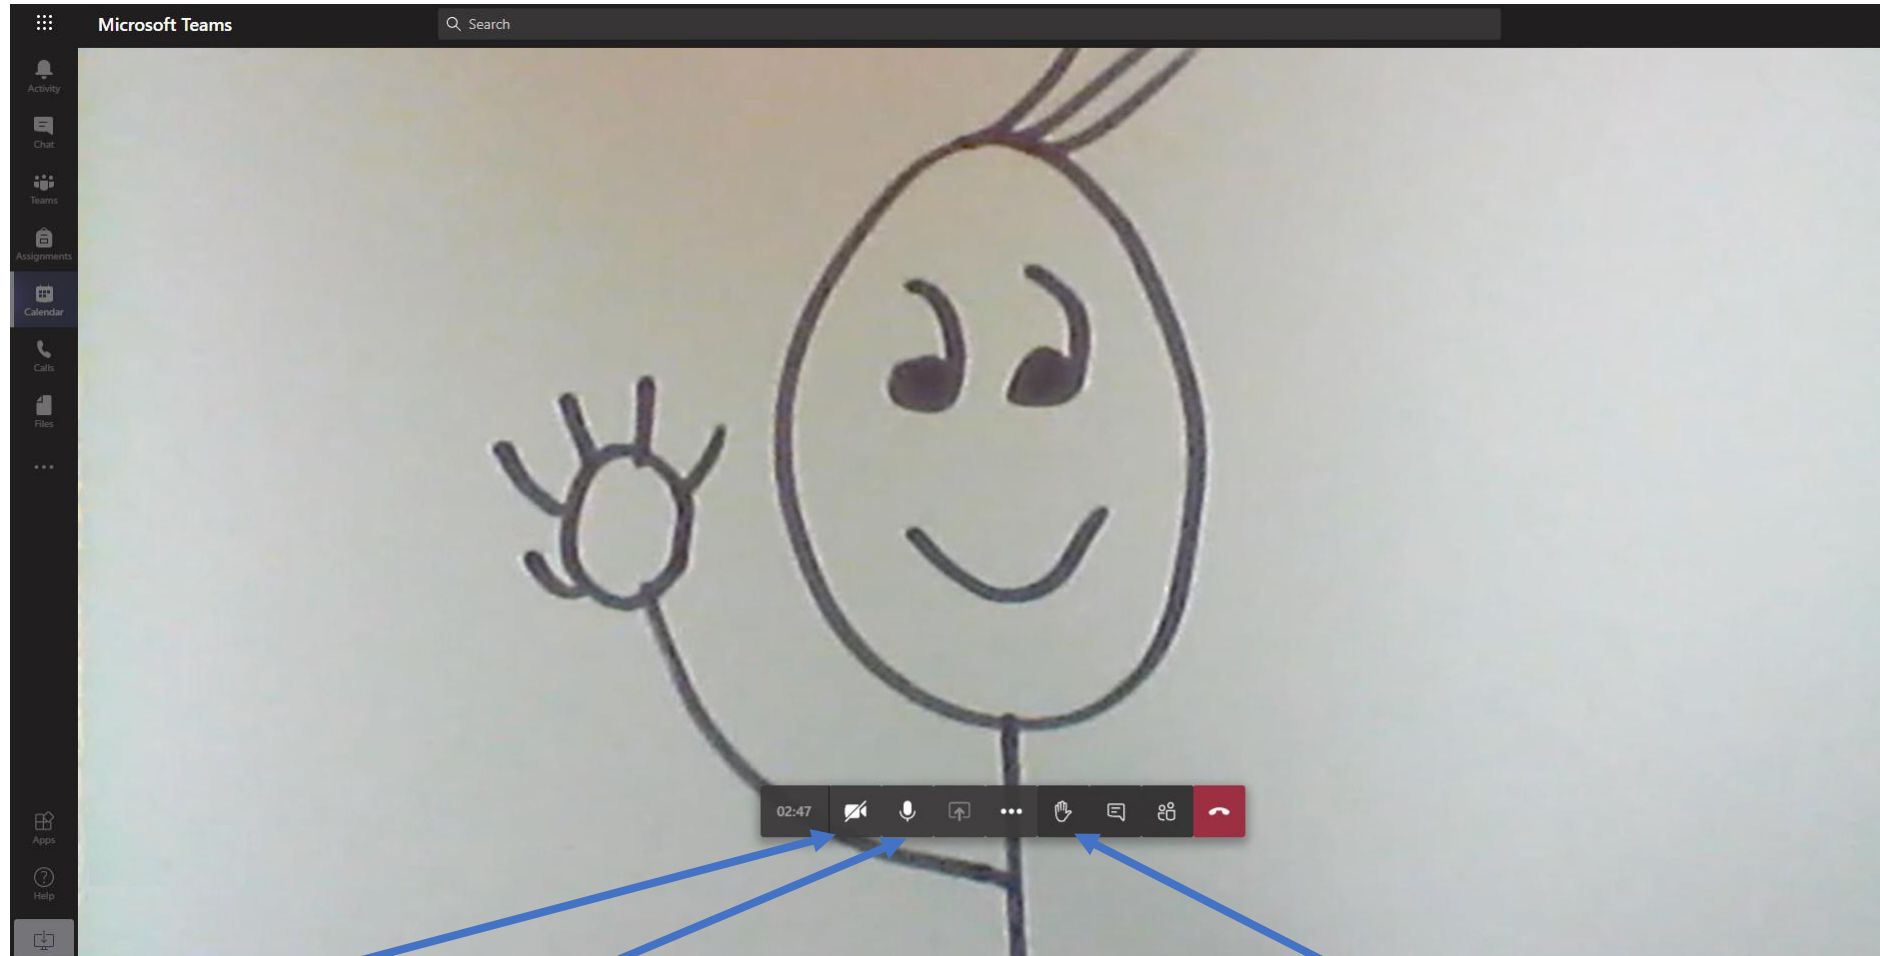 Microsoft Teams
Search
Activity
Chat
Teams
Assignments
Calendar
Calls
Files
Apps
Help
02:47